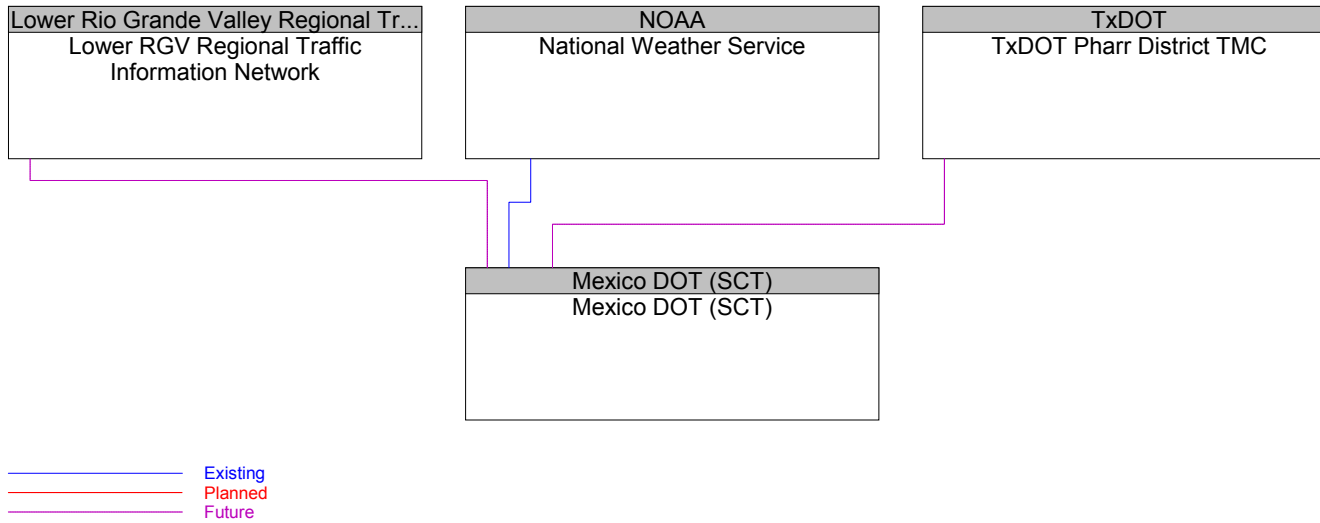 Lower Rio Grande Valley Regional Tr...
Lower RGV Regional Traffic
Information Network
NOAA
National Weather Service
TxDOT
TxDOT Pharr District TMC
Mexico DOT (SCT)
Mexico DOT (SCT)
Existing
Planned
Future